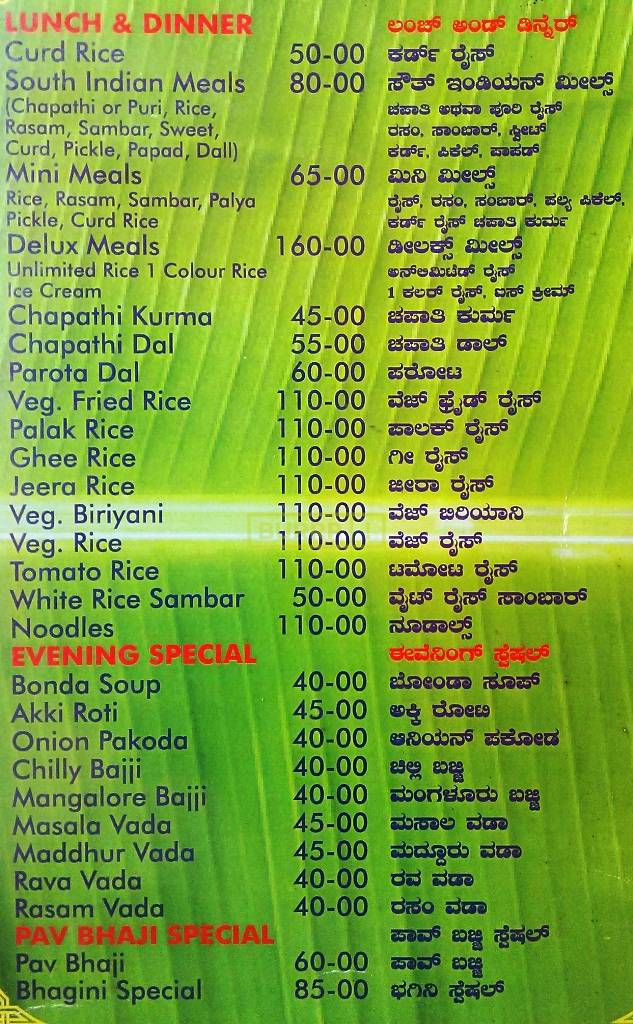 LUNCH & DINNER ಲಂಚ್ ಅಂಡ್ ಡಿನ್ನೆರ್
Curd Rice 50-00 ಕರ್ಡ್ ರೈಸ್
South Indian Meals 80-00 ಸೌತ್ ಇಂಡಿಯನ್ ಮೀಲ್ಸ್
(Chapathi or Puri, Rice, ಚಪಾತಿ ಅಥವಾ ಪೂರಿ ರೈಸ್
Rasam, Sambar, Sweet, ರಸಂ, ಸಾಂಬಾರ್, ಸ್ವೀಟ್
Curd, Pickle, Papad, Dall) ಕರ್ಡ್, ಪಿಕೆಲ್, ಪಾಪಡ್
Mini Meals 65-00 ಮಿನಿ ಮೀಲ್ಸ್
Rice, Rasam, Sambar, Palya ರೈಸ್, ರಸಂ, ಸಂಬಾರ್, ಪಲ್ಯ ಪಿಕೆಲ್,
Pickle, Curd Rice ಕರ್ಡ್ ರೈಸ್ ಚಪಾತಿ ಕುರ್ಮ
Delux Meals 160-00 ಡೀಲಕ್ಸ್ ಮೀಲ್ಸ್
Unlimited Rice 1 Colour Rice ಅನ್‌ಲಿಮಿಟೆಡ್ ರೈಸ್
Ice Cream 1 ಕಲರ್ ರೈಸ್, ಐಸ್ ಕ್ರೀಮ್
Chapathi Kurma 45-00 ಚಪಾತಿ ಕುರ್ಮ
Chapathi Dal 55-00 ಚಪಾತಿ ಡಾಲ್
Parota Dal 60-00 ಪರೋಟ
Veg. Fried Rice 110-00 ವೆಜ್ ಫ್ರೈಡ್ ರೈಸ್
Palak Rice 110-00 ಪಾಲಕ್ ರೈಸ್
Ghee Rice 110-00 ಗೀ ರೈಸ್
Jeera Rice 110-00 ಜೀರಾ ರೈಸ್
Veg. Biriyani 110-00 ವೆಜ್ ಬಿರಿಯಾನಿ
Veg. Rice 110-00 ವೆಜ್ ರೈಸ್
Tomato Rice 110-00 ಟಮೋಟ ರೈಸ್
White Rice Sambar 50-00 ವೈಟ್ ರೈಸ್ ಸಾಂಬಾರ್
Noodles 110-00 ನೂಡಾಲ್ಸ್
EVENING SPECIAL ಈವೆನಿಂಗ್ ಸ್ಪೆಷಲ್
Bonda Soup 40-00 ಬೋಂಡಾ ಸೂಪ್
Akki Roti 45-00 ಅಕ್ಕಿ ರೋಟಿ
Onion Pakoda 40-00 ಆನಿಯನ್ ಪಕೋಡ
Chilly Bajji 40-00 ಚಿಲ್ಲಿ ಬಜ್ಜಿ
Mangalore Bajji 40-00 ಮಂಗಳೂರು ಬಜ್ಜಿ
Masala Vada 45-00 ಮಸಾಲ ವಡಾ
Maddhur Vada 45-00 ಮದ್ದೂರು ವಡಾ
Rava Vada 40-00 ರವ ವಡಾ
Rasam Vada 40-00 ರಸಂ ವಡಾ
PAV BHAJI SPECIAL ಪಾವ್ ಬಜ್ಜಿ ಸ್ಪೆಷಲ್
Pav Bhaji 60-00 ಪಾವ್ ಬಜ್ಜಿ
Bhagini Special 85-00 ಭಗಿನಿ ಸ್ಪೆಷಲ್